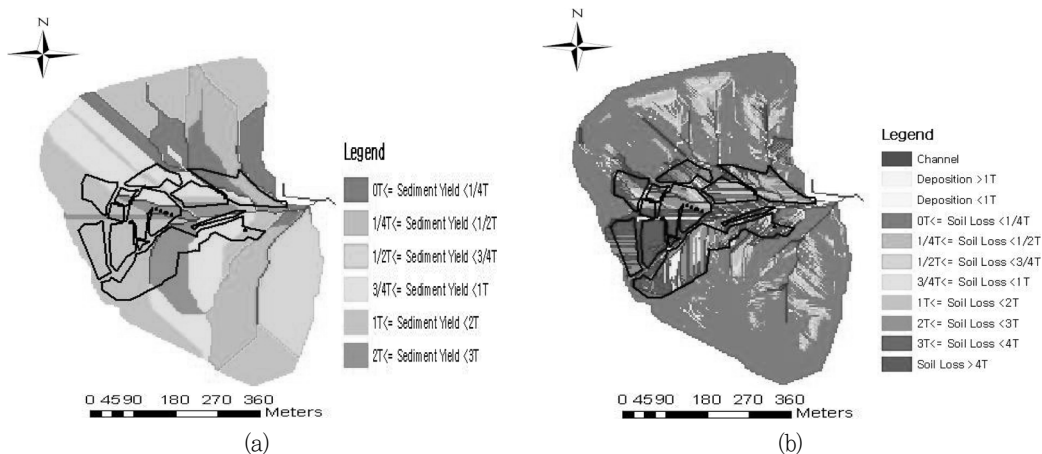 N
Legend
0T<= Sediment Yield <1/4T
1/4T<= Sediment Yield <1/2T
1/2T<= Sediment Yield <3/4T
3/4T<= Sediment Yield <1T
1T<= Sediment Yield <2T
2T<= Sediment Yield <3T
0 45 90 180 270 360
Meters
(a)
N
Legend
Channel
Deposition >1T
Deposition <1T
0T<= Soil Loss <1/4T
1/4T<= Soil Loss <1/2T
1/2T<= Soil Loss <3/4T
3/4T<= Soil Loss <1T
1T<= Soil Loss <2T
2T<= Soil Loss <3T
3T<= Soil Loss <4T
Soil Loss >4T
0 45 90 180 270 360
Meters
(b)